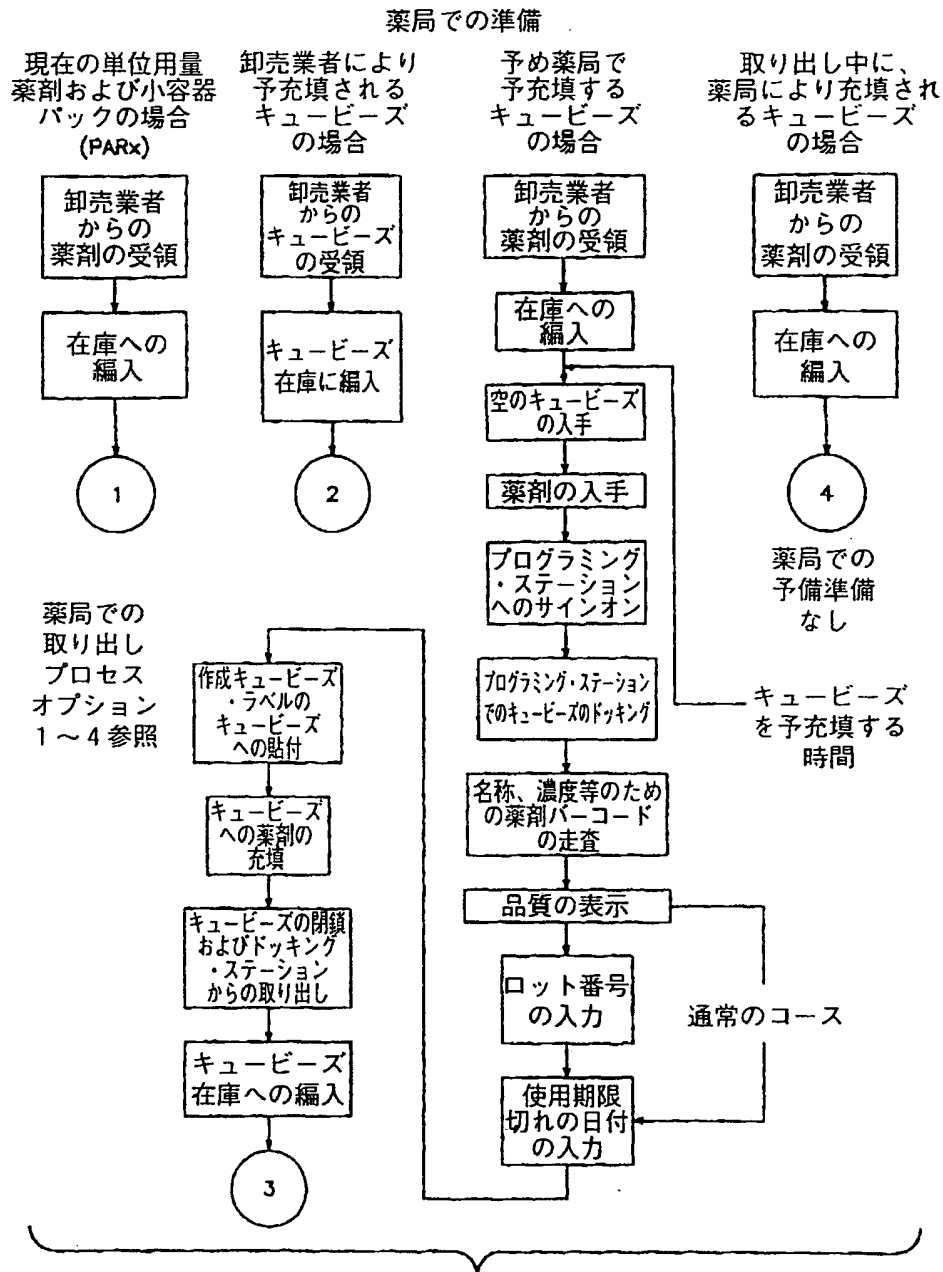 薬局での準備
現在の単位用量
薬剤および小容器
パックの場合
(PARx)
卸売業者
からの
薬剤の受領
在庫への
編入
1
卸売業者により
予充填される
キュービーズ
の場合
卸売業者
からの
キュービーズ
の受領
キュービーズ
在庫に編入
2
予め薬局で
予充填する
キュービーズ
の場合
卸売業者
からの
薬剤の受領
在庫への
編入
空のキュービーズ
の入手
薬剤の入手
プログラミング
・ステーション
へのサインオン
プログラミング・ステーション
でのキュービーズのドッキング
名称、濃度等のため
の薬剤バーコード
の走査
品質の表示
ロット番号
の入力
通常のコース
使用期限
切れの日付
の入力
作成キュービーズ
・ラベルの
キュービーズ
への貼付
キュービーズ
への薬剤の
充填
キュービーズの閉鎖
およびドッキング
・ステーション
からの取り出し
キュービーズ
在庫への編入
3
取り出し中に、
薬局により充填され
るキュービーズ
の場合
卸売業者
からの
薬剤の受領
在庫への
編入
4
薬局での
予備準備
なし
キュービーズ
を予充填する
時間
薬局での
取り出し
プロセス
オプション
1～4参照